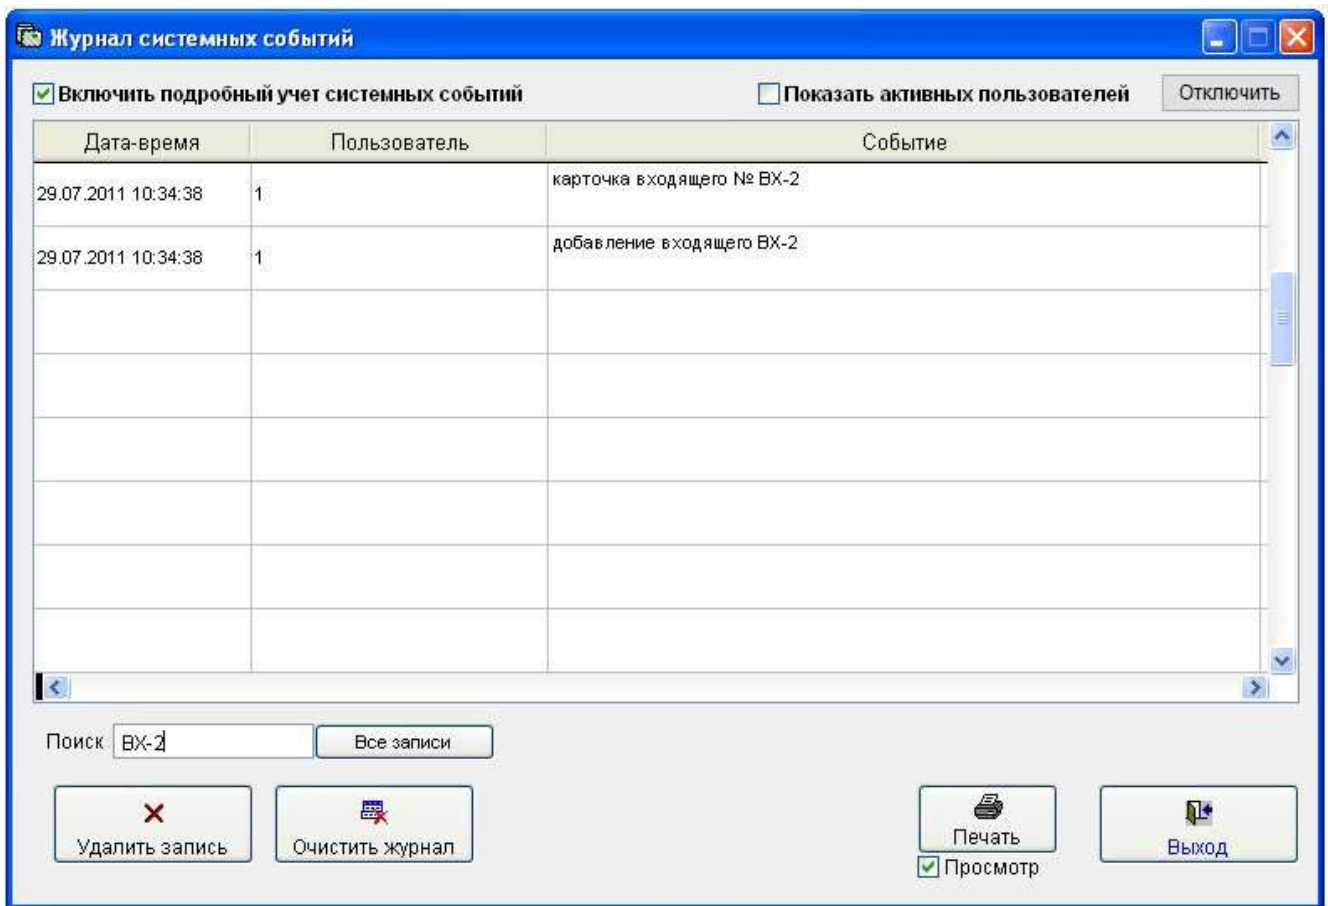 Журнал системных событий
Включить подробный учет системных событий Показать активных пользователей Отключить
Дата-время Пользователь Событие
29.07.2011 10:34:38 1 карточка входящего № ВХ-2
29.07.2011 10:34:38 1 добавление входящего ВХ-2
Поиск ВХ-2 Все записи
Удалить запись Очистить журнал Печать Выход
Просмотр